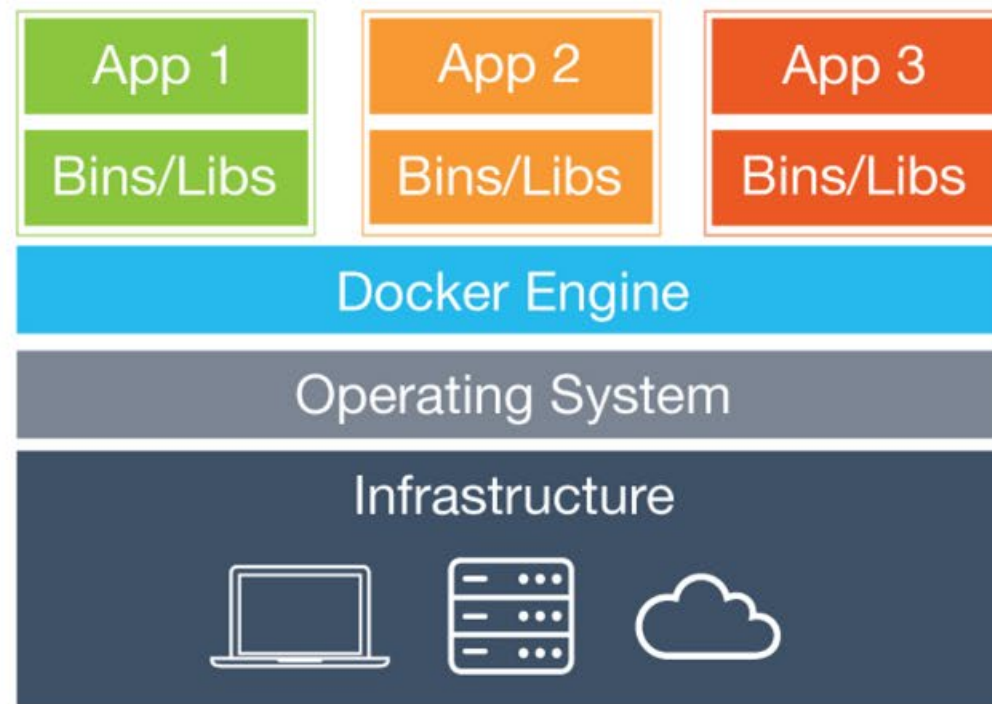 App 1
App 2
App 3
Bins/Libs
Bins/Libs
Bins/Libs
Docker Engine
Operating System
Infrastructure